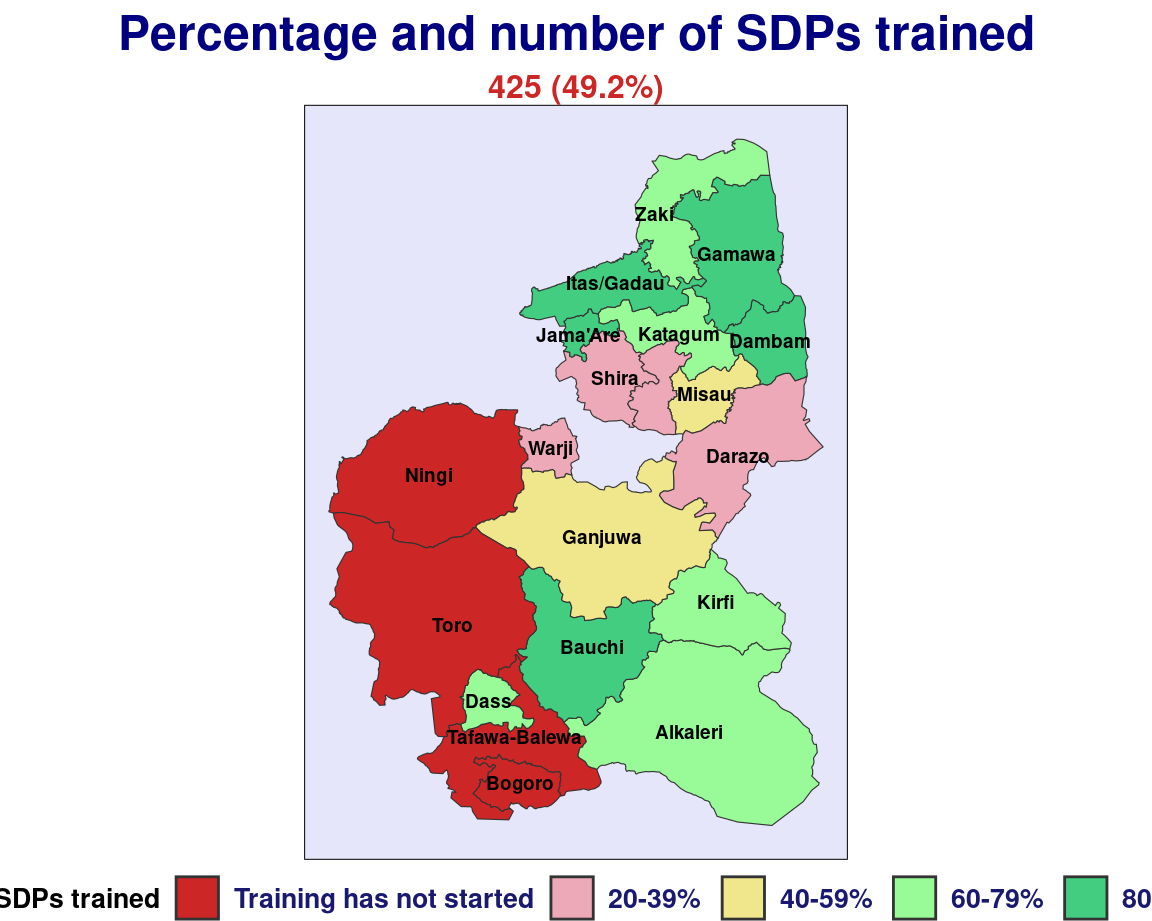 Percentage and number of SDPs trained
425 (49.2%)
Zaki
Gamawa
Itas/Gadau
Jama'Are
Katagum
Dambam
Shira
Misau
Warji
Darazo
Ningi
Ganjuwa
Kirfi
Toro
Bauchi
Dass
Alkaleri
Tafawa-Balewa
Bogoro
SDPs trained Training has not started 20-39% 40-59% 60-79% 80